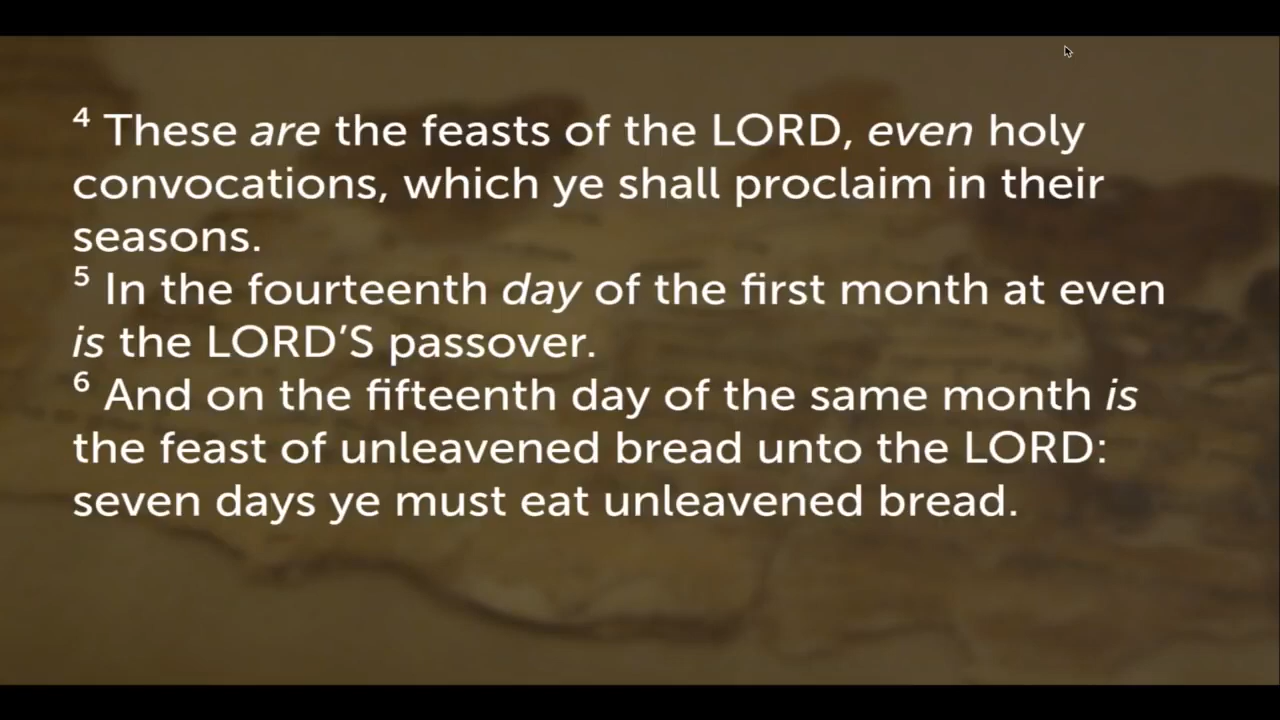 4 These are the feasts of the LORD, even holy
convocations, which ye shall proclaim in their
seasons.
5 In the fourteenth day of the first month at even
is the LORD’S passover.
6 And on the fifteenth day of the same month is
the feast of unleavened bread unto the LORD:
seven days ye must eat unleavened bread.